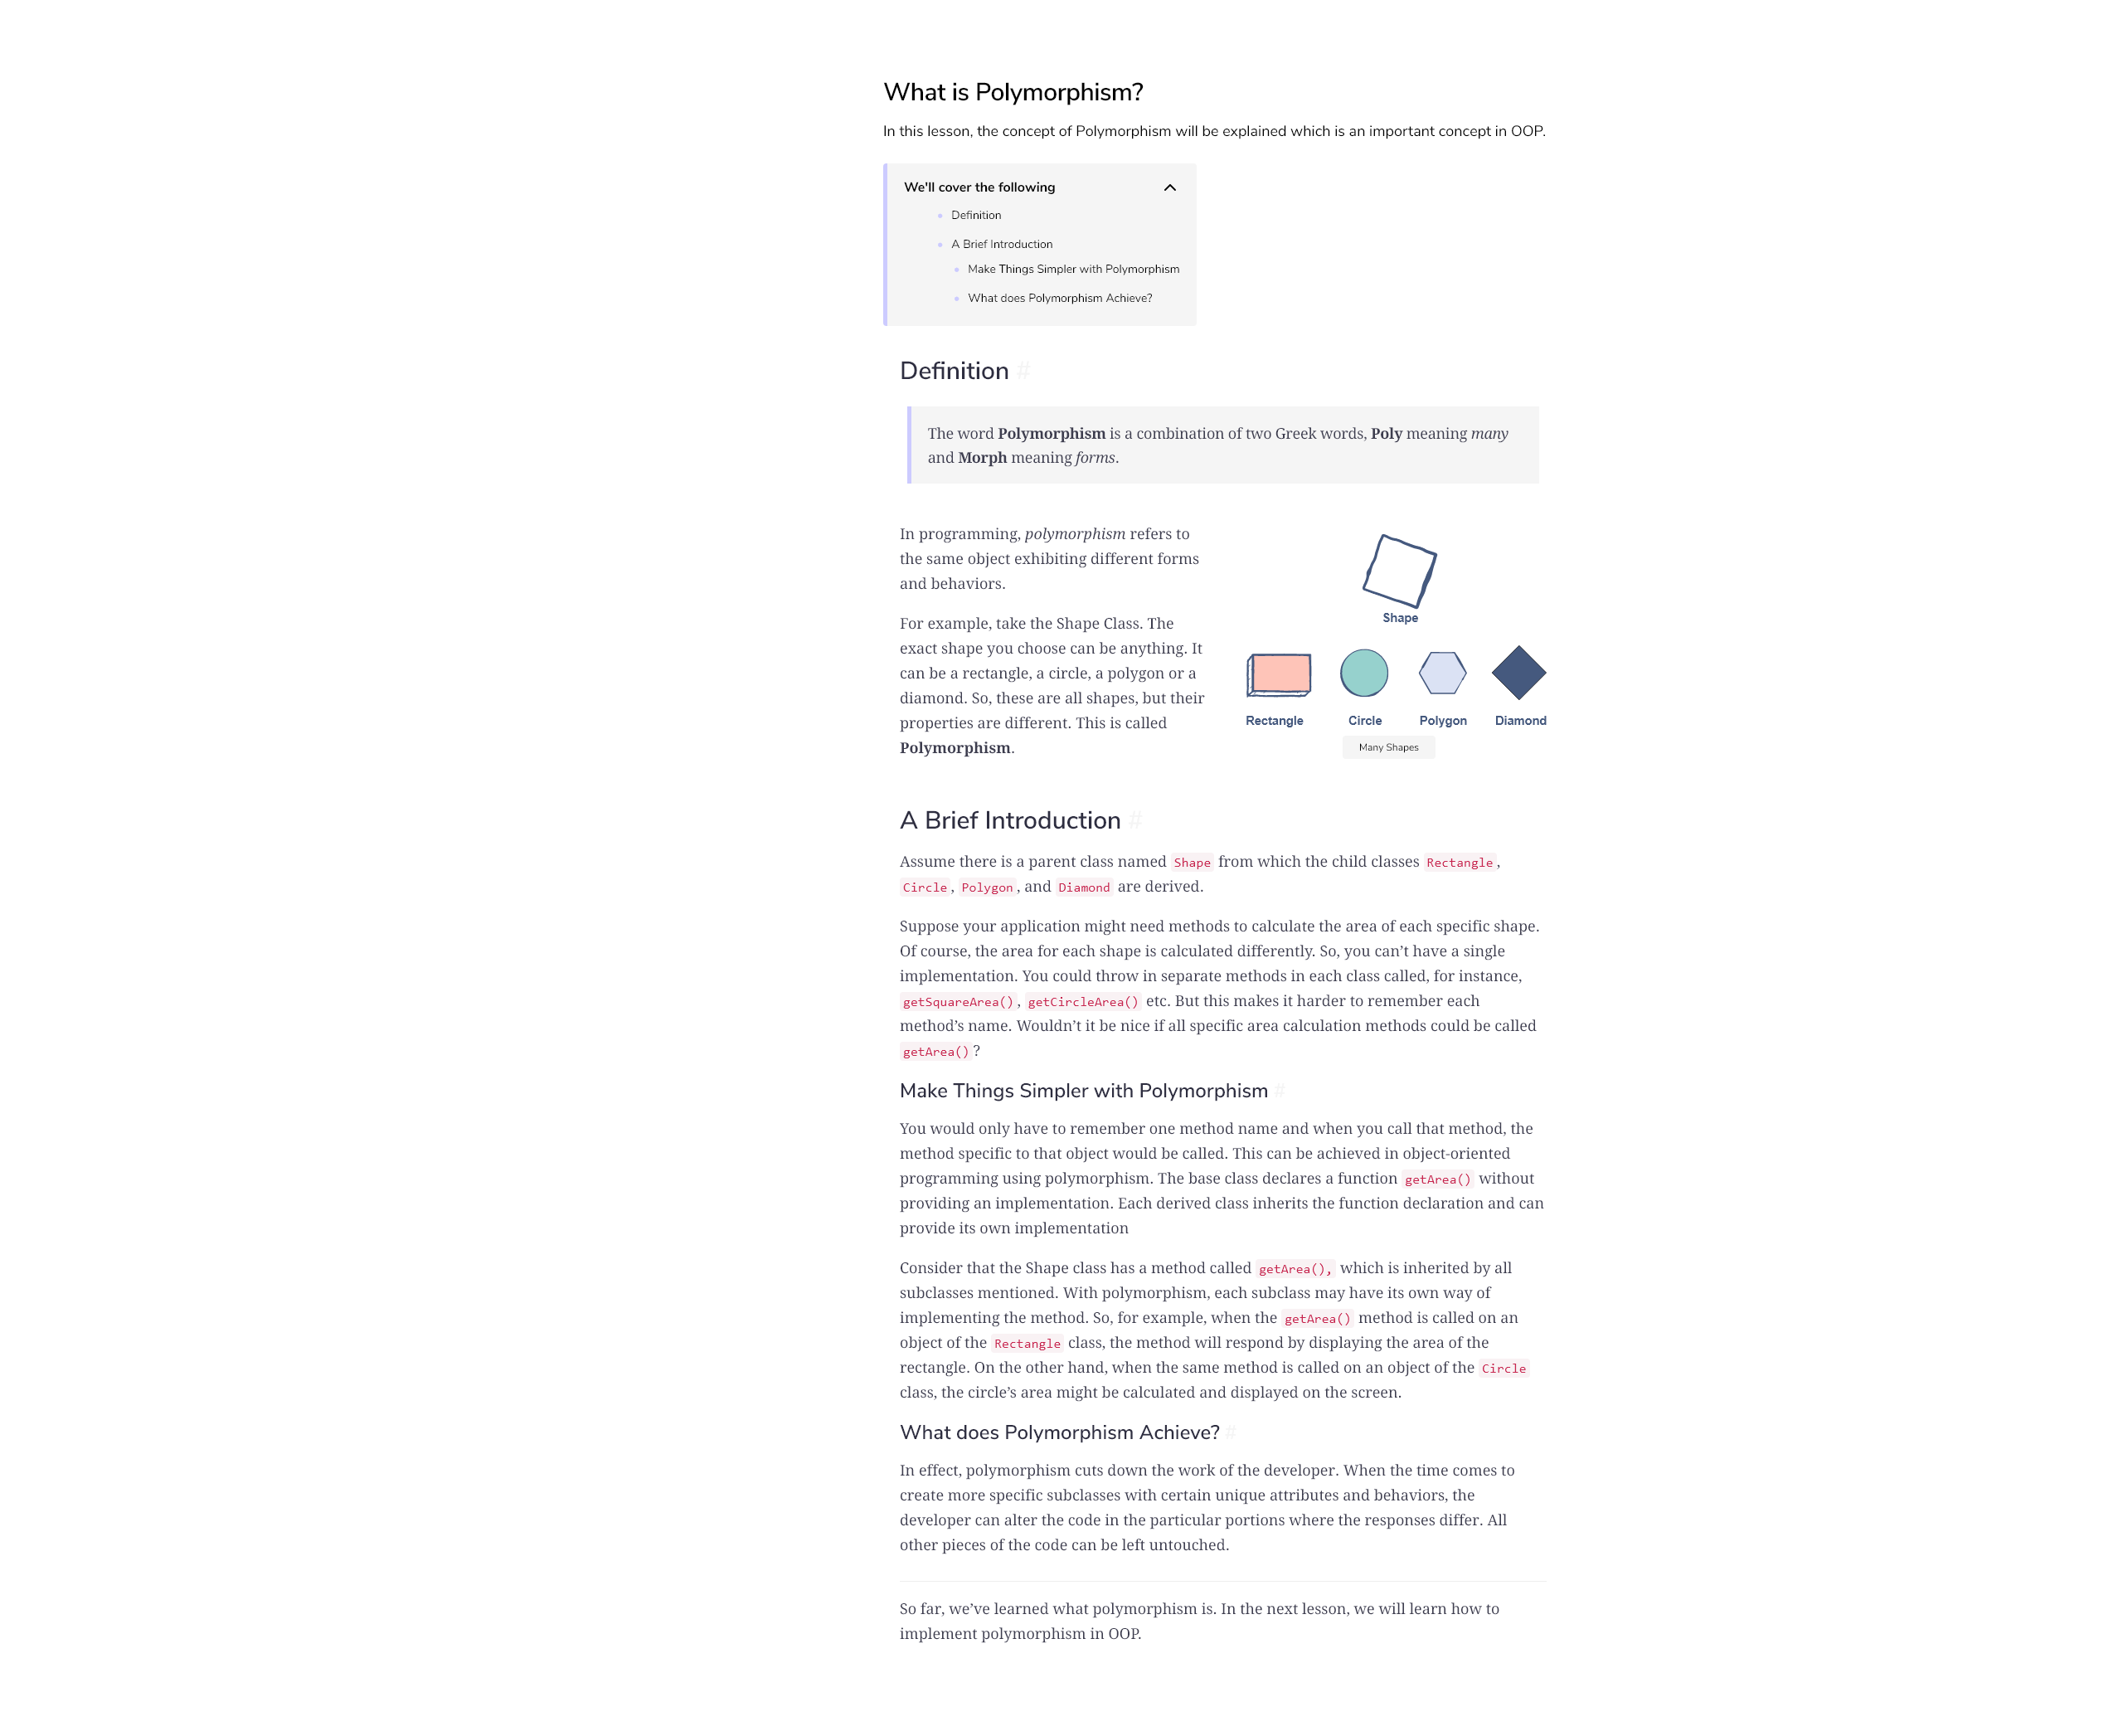 What is Polymorphism?
In this lesson, the concept of Polymorphism will be explained which is an important concept in OOP.
We'll cover the following
Definition
A Brief Introduction
Make Things Simpler with Polymorphism
What does Polymorphism Achieve?
Definition #
The word Polymorphism is a combination of two Greek words, Poly meaning many
and Morph meaning forms.
In programming, polymorphism refers to
the same object exhibiting different forms
and behaviors.
For example, take the Shape Class. The
exact shape you choose can be anything. It
can be a rectangle, a circle, a polygon or a
diamond. So, these are all shapes, but their
properties are different. This is called
Polymorphism.
Shape
Rectangle Circle Polygon Diamond
Many Shapes
A Brief Introduction #
Assume there is a parent class named Shape from which the child classes Rectangle,
Circle, Polygon, and Diamond are derived.
Suppose your application might need methods to calculate the area of each specific shape.
Of course, the area for each shape is calculated differently. So, you can’t have a single
implementation. You could throw in separate methods in each class called, for instance,
getSquareArea(), getCircleArea() etc. But this makes it harder to remember each
method’s name. Wouldn’t it be nice if all specific area calculation methods could be called
getArea()?
Make Things Simpler with Polymorphism #
You would only have to remember one method name and when you call that method, the
method specific to that object would be called. This can be achieved in object-oriented
programming using polymorphism. The base class declares a function getArea() without
providing an implementation. Each derived class inherits the function declaration and can
provide its own implementation
Consider that the Shape class has a method called getArea(), which is inherited by all
subclasses mentioned. With polymorphism, each subclass may have its own way of
implementing the method. So, for example, when the getArea() method is called on an
object of the Rectangle class, the method will respond by displaying the area of the
rectangle. On the other hand, when the same method is called on an object of the Circle
class, the circle’s area might be calculated and displayed on the screen.
What does Polymorphism Achieve? #
In effect, polymorphism cuts down the work of the developer. When the time comes to
create more specific subclasses with certain unique attributes and behaviors, the
developer can alter the code in the particular portions where the responses differ. All
other pieces of the code can be left untouched.
So far, we’ve learned what polymorphism is. In the next lesson, we will learn how to
implement polymorphism in OOP.